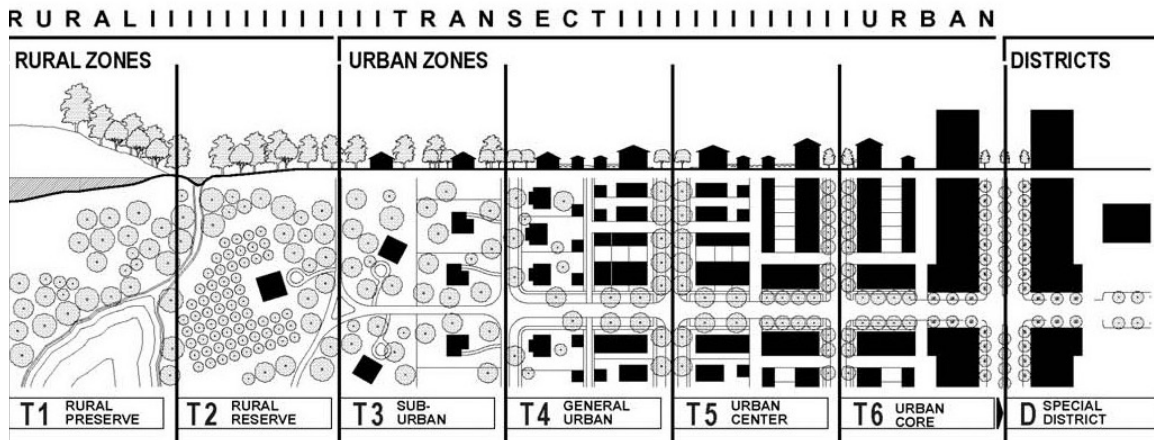 R U R A L I I I I I I I I I I I I I I T R A N S E C T I I I I I I I I I I I I I I U R B A N
RURAL ZONES
URBAN ZONES
DISTRICTS
T1 RURAL PRESERVE
T2 RURAL RESERVE
T3 SUB-URBAN
T4 GENERAL URBAN
T5 URBAN CENTER
T6 URBAN CORE
D SPECIAL DISTRICT